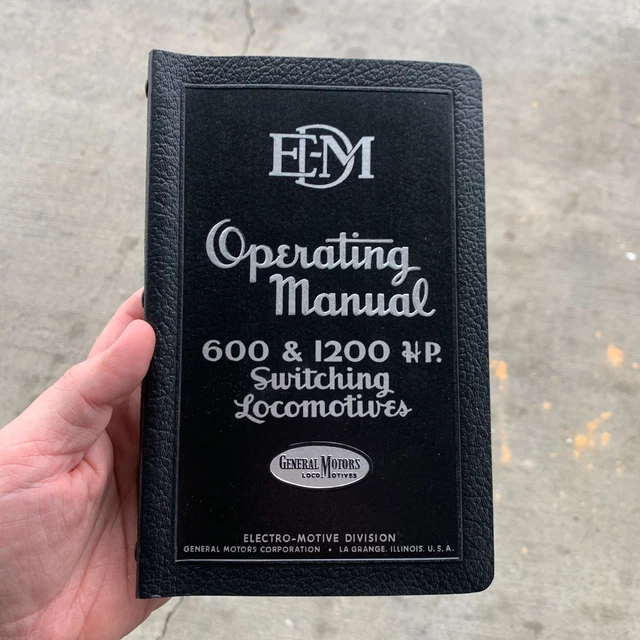 EMD
Operating
Manual
600 & 1200 H.P.
Switching
Locomotives
GENERAL MOTORS
LOCOMOTIVES
ELECTRO-MOTIVE DIVISION
GENERAL MOTORS CORPORATION • LA GRANGE, ILLINOIS, U.S.A.